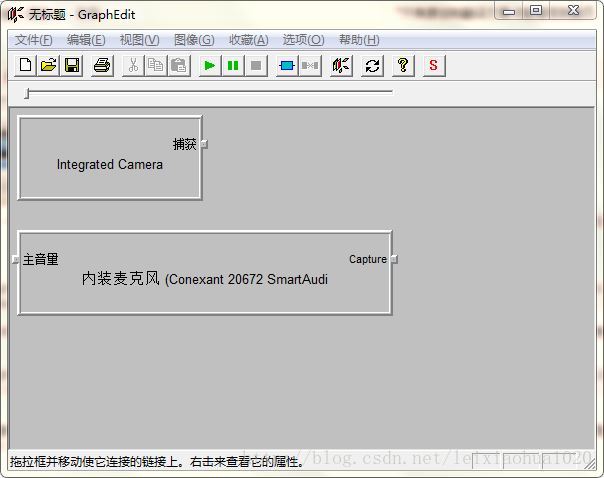 无标题 - GraphEdit
文件(F) 编辑(E) 视图(V) 图像(G) 收藏(A) 选项(O) 帮助(H)
S
捕获
Integrated Camera
主音量
Capture
内装麦克风 (Conexant 20672 SmartAudi
http://blog.csdn.net/leixiaohua1020
拖拉框并移动使它连接的链接上。右击来查看它的属性。